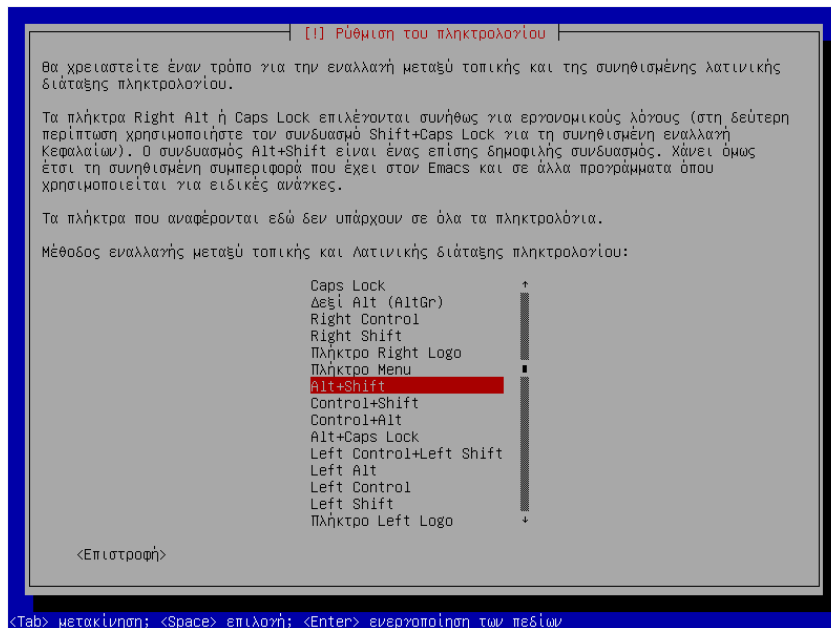 [!] Ρύθμιση του πληκτρολογίου
Θα χρειαστείτε έναν τρόπο για την εναλλαγή μεταξύ τοπικής και της συνηθισμένης λατινικής
διάταξης πληκτρολογίου.
Τα πλήκτρα Right Alt ή Caps Lock επιλέγονται συνήθως για εργονομικούς λόγους (στη δεύτερη
περίπτωση χρησιμοποιήστε τον συνδυασμό Shift+Caps Lock για τη συνηθισμένη εναλλαγή
Κεφαλαίων). Ο συνδυασμός Alt+Shift είναι ένας επίσης δημοφιλής συνδυασμός. Χάνει όμως
έτσι τη συνηθισμένη συμπεριφορά που έχει στον Emacs και σε άλλα προγράμματα όπου
χρησιμοποιείται για ειδικές ανάγκες.
Τα πλήκτρα που αναφέρονται εδώ δεν υπάρχουν σε όλα τα πληκτρολόγια.
Μέθοδος εναλλαγής μεταξύ τοπικής και Λατινικής διάταξης πληκτρολογίου:
Caps Lock
Δεξί Alt (AltGr)
Right Control
Right Shift
Πλήκτρο Right Logo
Πλήκτρο Menu
Alt+Shift
Control+Shift
Control+Alt
Alt+Caps Lock
Left Control+Left Shift
Left Alt
Left Control
Left Shift
Πλήκτρο Left Logo
<Επιστροφή>
<Tab> μετακίνηση; <Space> επιλογή; <Enter> ενεργοποίηση των πεδίων